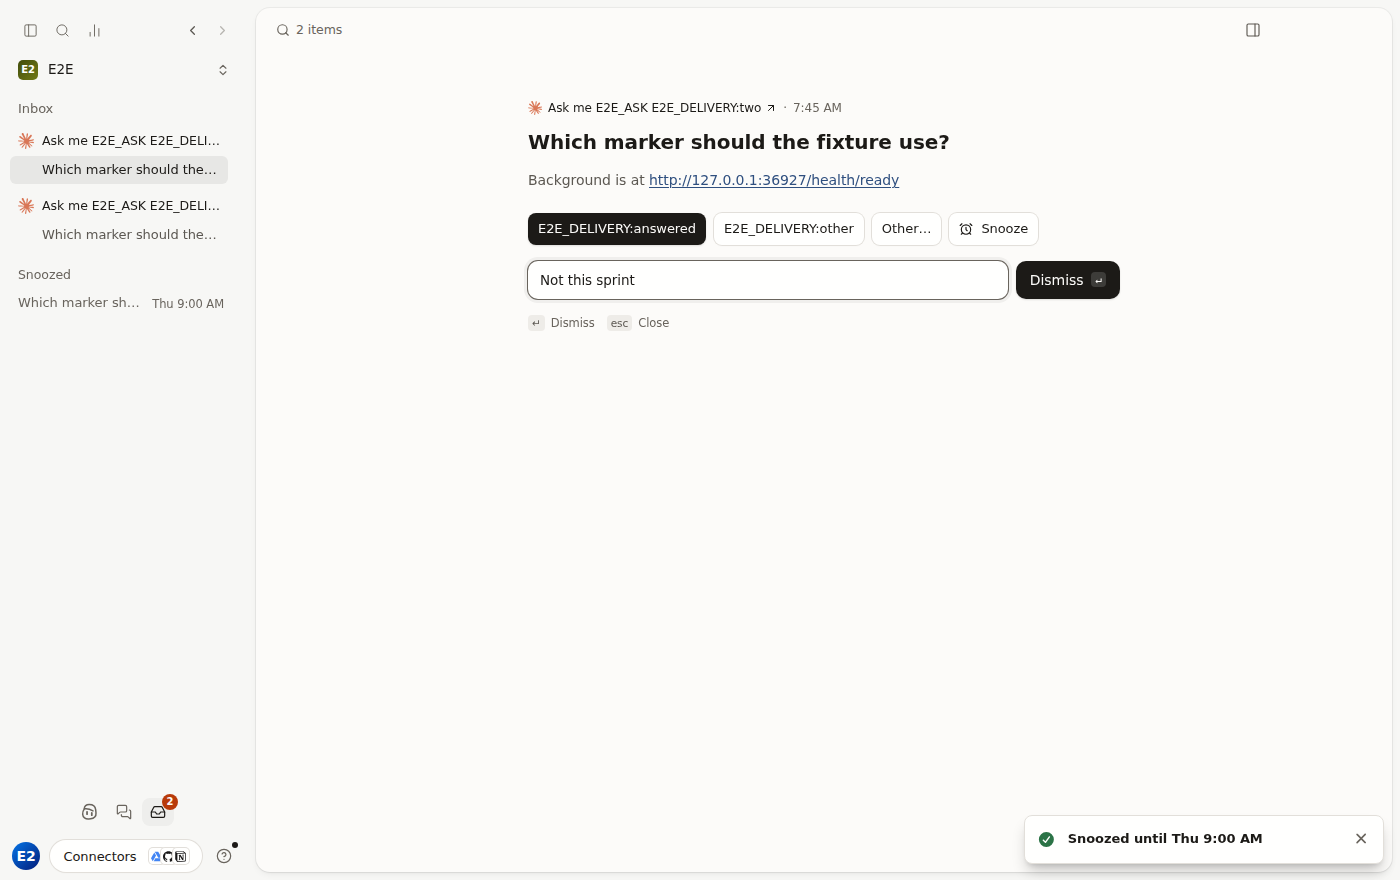 2 items
E2 E2E
Inbox
Ask me E2E_ASK E2E_DELI...
Which marker should the...
Ask me E2E_ASK E2E_DELI...
Which marker should the...
Snoozed
Which marker sh... Thu 9:00 AM
Ask me E2E_ASK E2E_DELIVERY:two · 7:45 AM
Which marker should the fixture use?
Background is at http://127.0.0.1:36927/health/ready
E2E_DELIVERY:answered E2E_DELIVERY:other Other... Snooze
Not this sprint Dismiss ↵
↵ Dismiss esc Close
2
E2 Connectors
Snoozed until Thu 9:00 AM